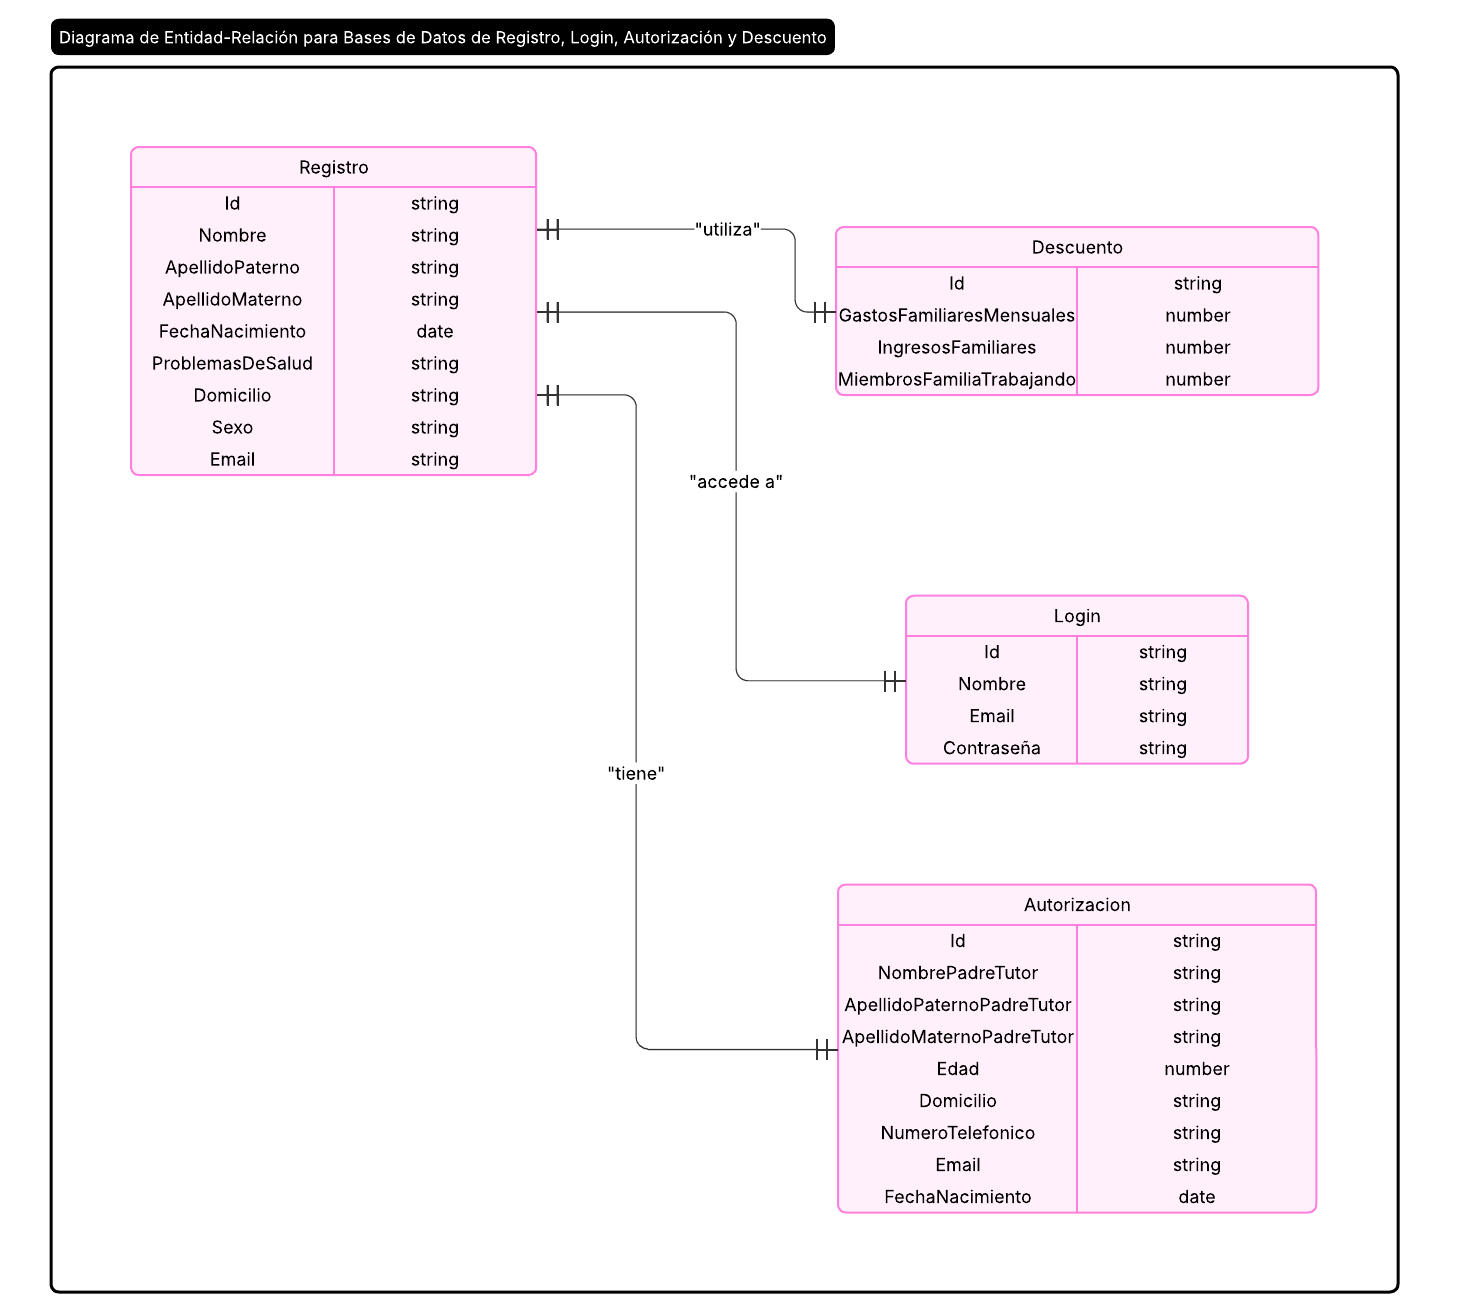 Diagrama de Entidad-Relación para Bases de Datos de Registro, Login, Autorización y Descuento
Registro
Id string
Nombre string
ApellidoPaterno string
ApellidoMaterno string
FechaNacimiento date
ProblemasDeSalud string
Domicilio string
Sexo string
Email string
"utiliza"
Descuento
Id string
GastosFamiliaresMensuales number
IngresosFamiliares number
MiembrosFamiliaTrabajando number
"accede a"
Login
Id string
Nombre string
Email string
Contraseña string
"tiene"
Autorizacion
Id string
NombrePadreTutor string
ApellidoPaternoPadreTutor string
ApellidoMaternoPadreTutor string
Edad number
Domicilio string
NumeroTelefonico string
Email string
FechaNacimiento date